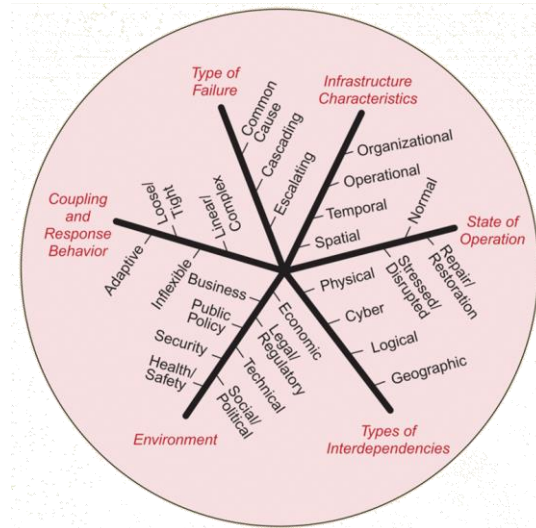 Type of
Failure
Common
Cause
Cascading
Escalating
Infrastructure
Characteristics
Organizational
Operational
Temporal
Spatial
State of
Operation
Normal
Repair/
Restoration
Stressed/
Disrupted
Types of
Interdependencies
Physical
Cyber
Logical
Geographic
Environment
Economic
Legal/
Regulatory
Technical
Social/
Political
Business
Public
Policy
Security
Health/
Safety
Coupling
and
Response
Behavior
Adaptive
Loose/
Tight
Inflexible
Linear/
Complex